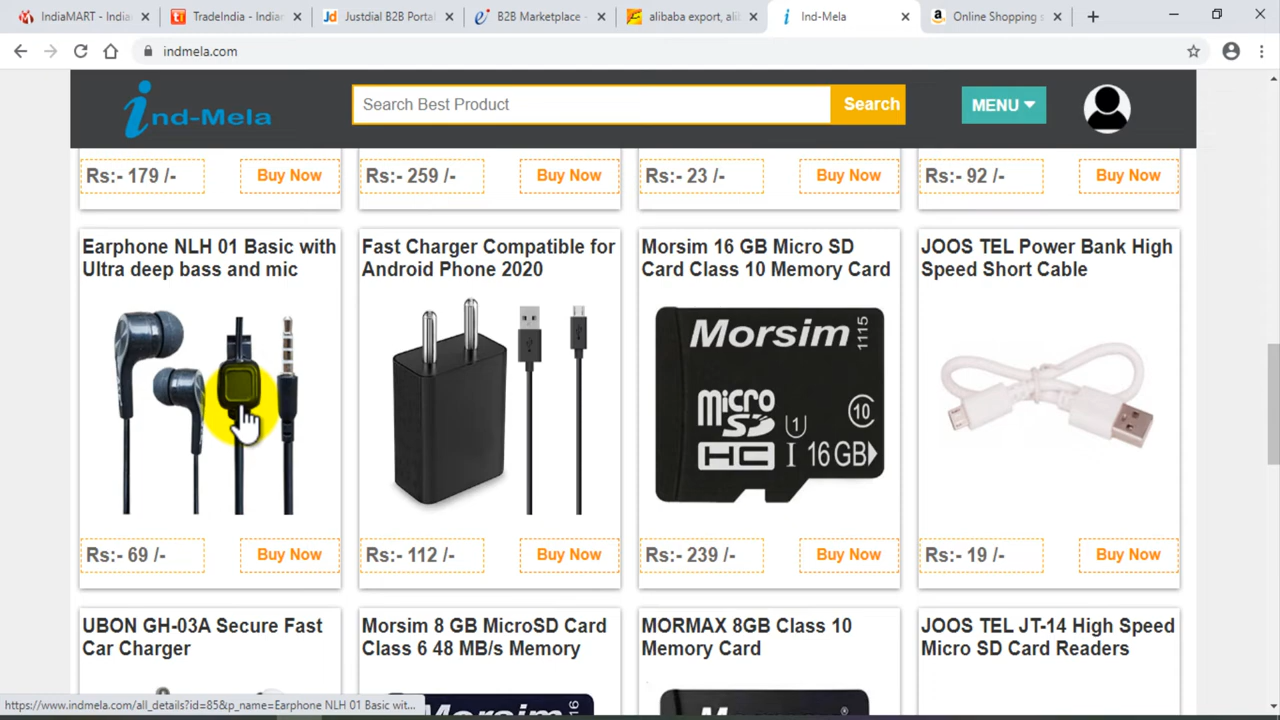 IndiaMART - India
TradeIndia - Indian
Justdial B2B Portal
B2B Marketplace -
alibaba export, ali
Ind-Mela
Online Shopping s
indmela.com
ind-Mela
Search Best Product
Search
MENU
Rs:- 179 /-
Buy Now
Rs:- 259 /-
Buy Now
Rs:- 23 /-
Buy Now
Rs:- 92 /-
Buy Now
Earphone NLH 01 Basic with
Ultra deep bass and mic
Fast Charger Compatible for
Android Phone 2020
Morsim 16 GB Micro SD
Card Class 10 Memory Card
JOOS TEL Power Bank High
Speed Short Cable
Morsim
1115
micro
SD
HC
10
1
I
16GB
Rs:- 69 /-
Buy Now
Rs:- 112 /-
Buy Now
Rs:- 239 /-
Buy Now
Rs:- 19 /-
Buy Now
UBON GH-03A Secure Fast
Car Charger
Morsim 8 GB MicroSD Card
Class 6 48 MB/s Memory
MORMAX 8GB Class 10
Memory Card
JOOS TEL JT-14 High Speed
Micro SD Card Readers
https://www.indmela.com/all_details?id=85&p_name=Earphone NLH 01 Basic wit...